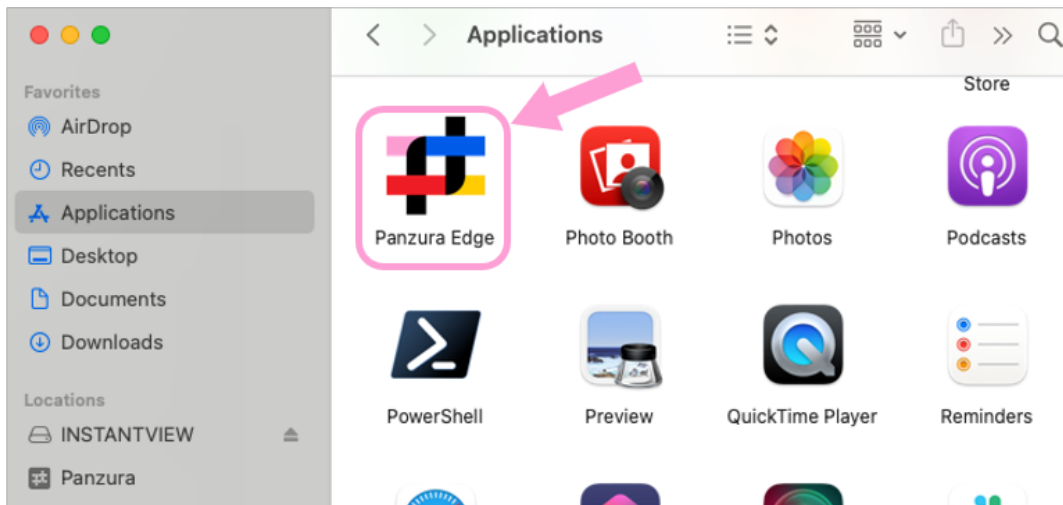 Applications
Favorites
AirDrop
Recents
Applications
Desktop
Documents
Downloads
Locations
INSTANTVIEW
Panzura
Store
Panzura Edge
Photo Booth
Photos
Podcasts
PowerShell
Preview
QuickTime Player
Reminders